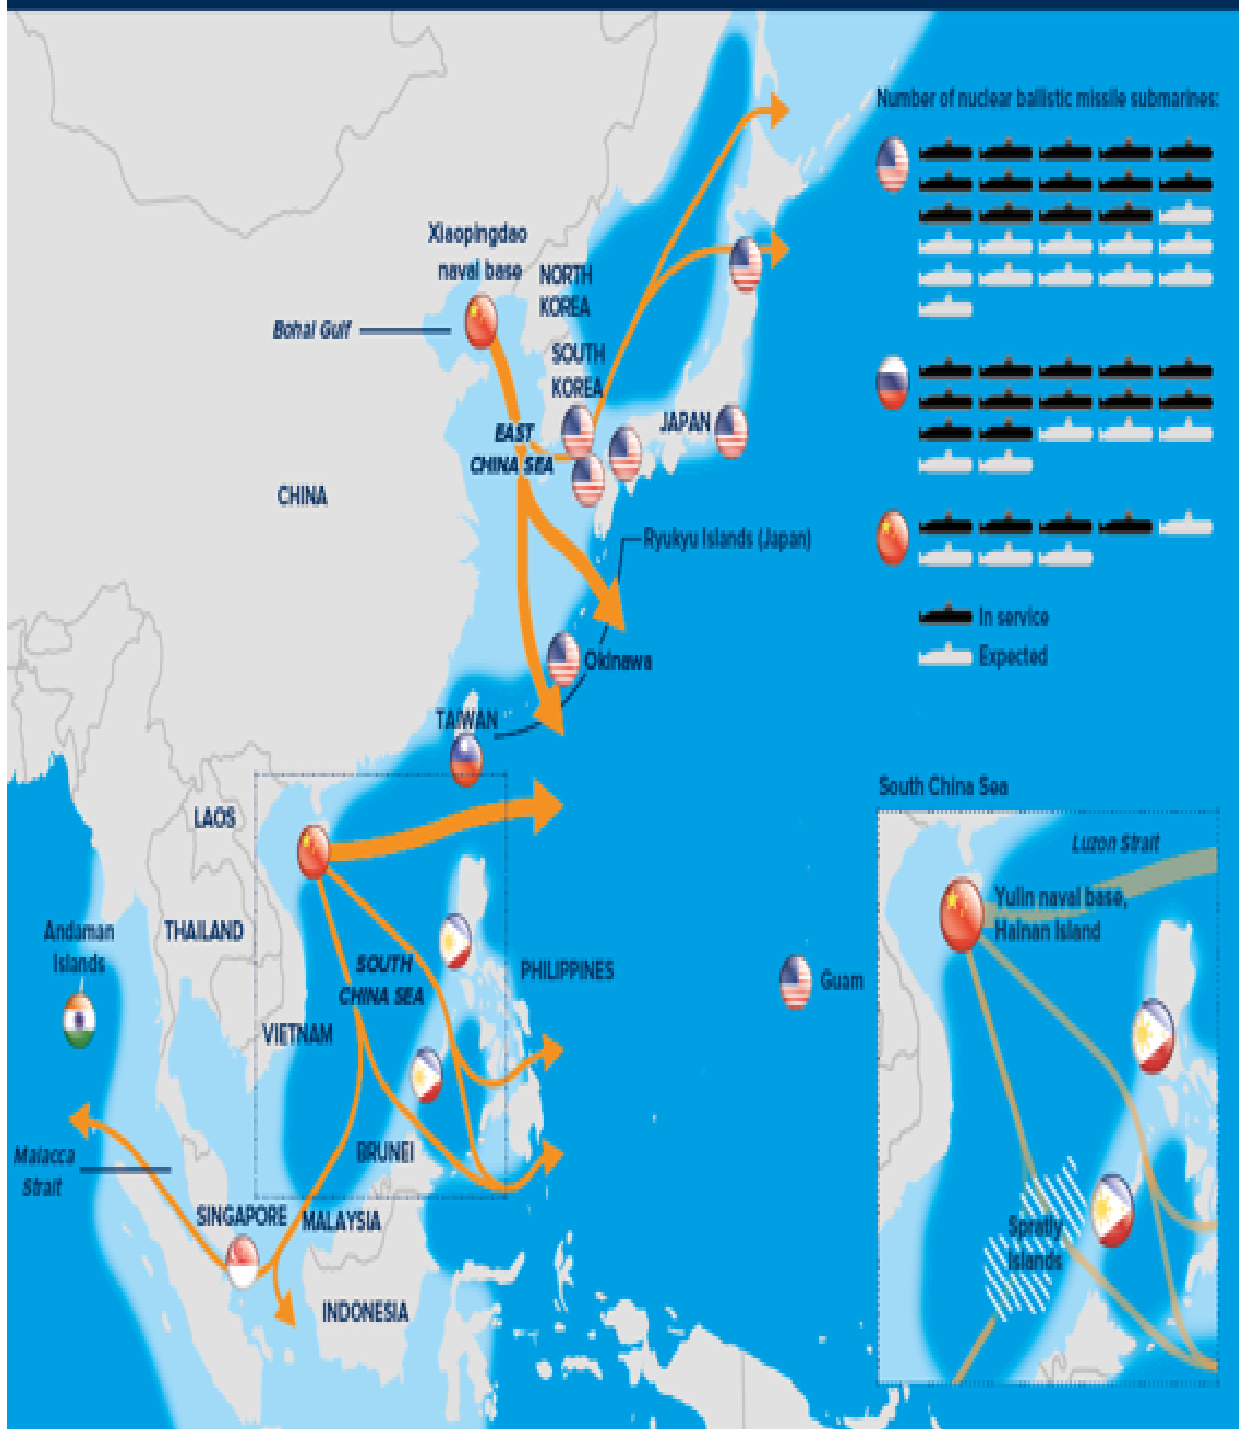 Number of nuclear ballistic missile submarines:
Xiaopingdao
naval base
NORTH
KOREA
Bohai Gulf
SOUTH
KOREA
JAPAN
EAST
CHINA SEA
CHINA
Ryukyu Islands (Japan)
In service
Okinawa
Expected
TAIWAN
South China Sea
LAOS
Luzon Strait
Yulin naval base,
Hainan Island
Andaman
Islands
THAILAND
SOUTH
CHINA SEA
PHILIPPINES
Guam
VIETNAM
BRUNEI
Malacca
Strait
SINGAPORE
MALAYSIA
Spratly
Islands
INDONESIA